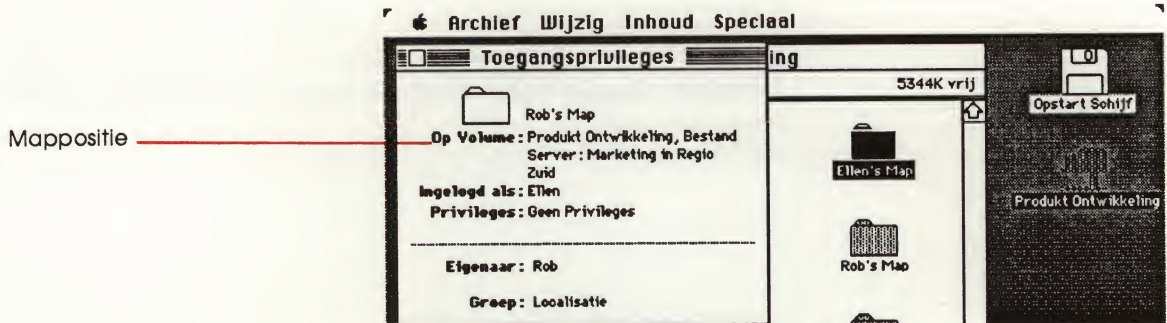 Archief Wijzig Inhoud Speciaal
Toegangsprivileges
ing
5344K vrij
Opstart Schijf
Mappositie
Rob's Map
Op Volume: Produkt Ontwikkeling, Bestand
Server: Marketing in Regio
Zuid
Ingelogd als: Ellen
Privileges: Geen Privileges
Eigenaar: Rob
Groep: Localisatie
Ellen's Map
Rob's Map
Produkt Ontwikkeling